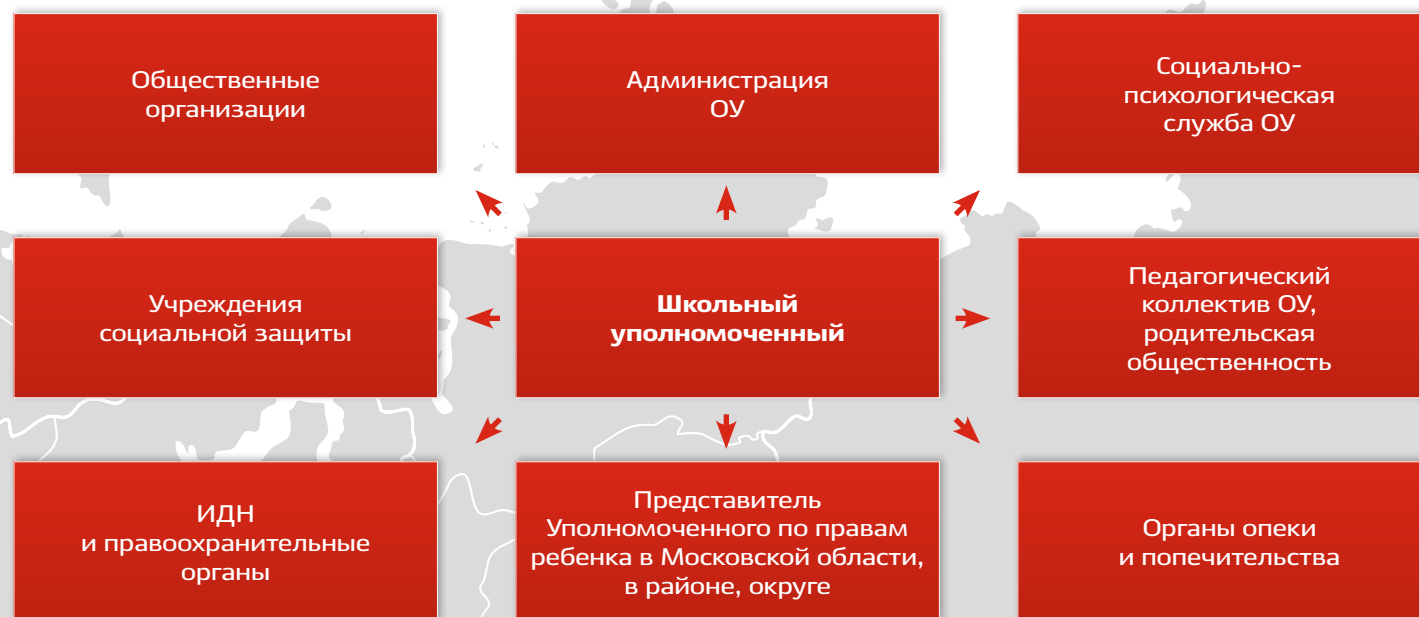 Общественные
организации
Администрация
ОУ
Социально-
психологическая
служба ОУ
Учреждения
социальной защиты
Школьный
уполномоченный
Педагогический
коллектив ОУ,
родительская
общественность
ИДН
и правоохранительные
органы
Представитель
Уполномоченного по правам
ребенка в Московской области,
в районе, округе
Органы опеки
и попечительства